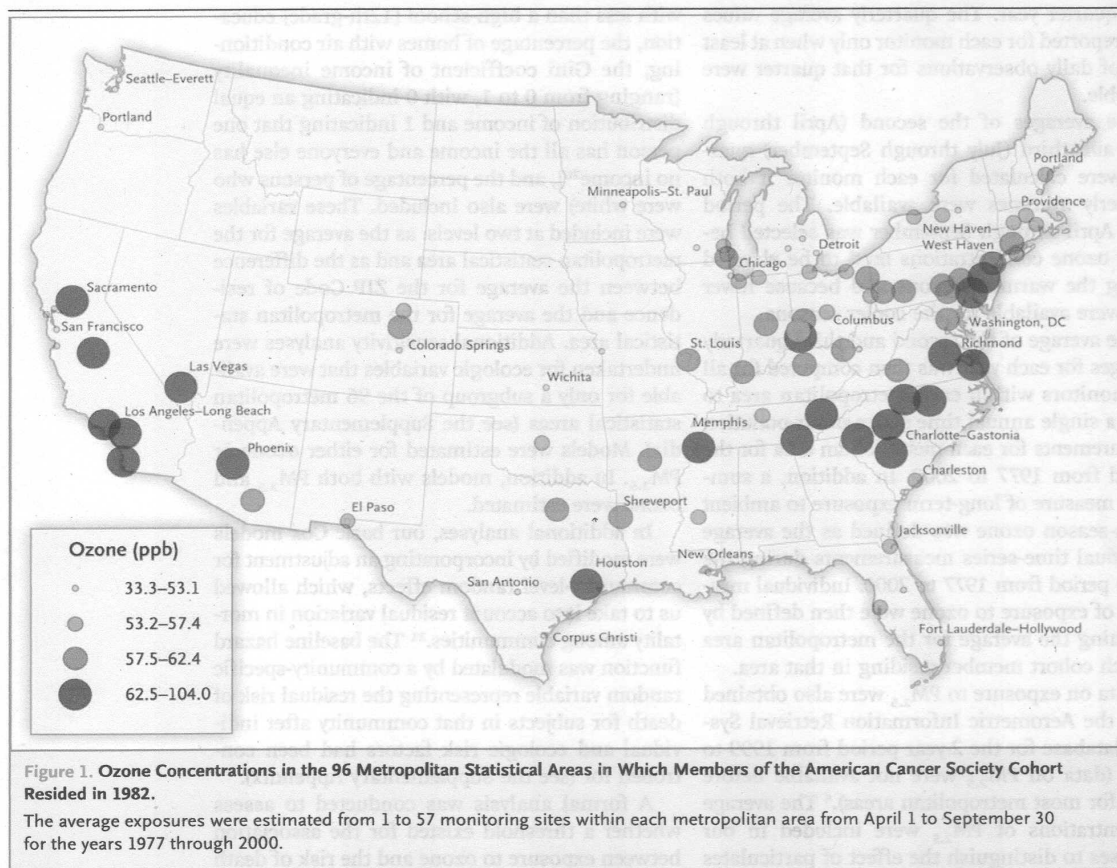 Seattle–Everett
Portland
Portland
Minneapolis–St. Paul
Providence
New Haven
Detroit
West Haven
Chicago
Sacramento
San Francisco
Columbus
Washington, DC
Colorado Springs
St. Louis
Richmond
Las Vegas
Wichita
Los Angeles–Long Beach
Memphis
Phoenix
Charlotte–Gastonia
Charleston
El Paso
Shreveport
Jacksonville
New Orleans
Houston
San Antonio
Corpus Christi
Fort Lauderdale–Hollywood
Ozone (ppb)
33.3–53.1
53.2–57.4
57.5–62.4
62.5–104.0
Figure 1. Ozone Concentrations in the 96 Metropolitan Statistical Areas in Which Members of the American Cancer Society Cohort
Resided in 1982.
The average exposures were estimated from 1 to 57 monitoring sites within each metropolitan area from April 1 to September 30
for the years 1977 through 2000.